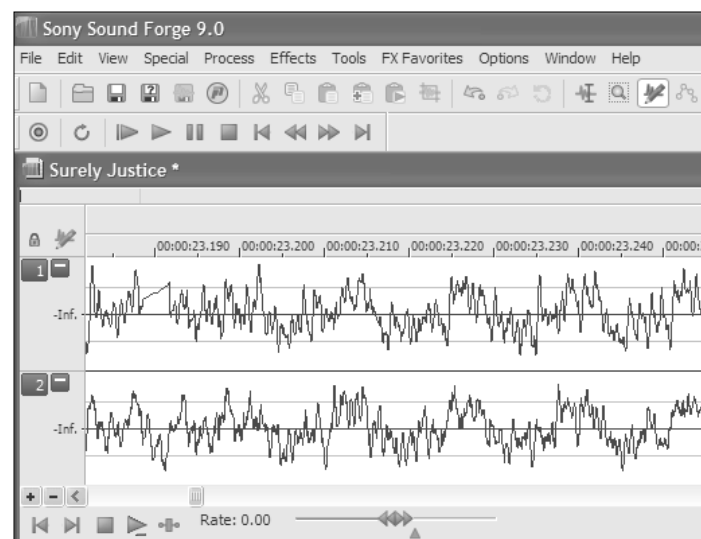 Sony Sound Forge 9.0
File Edit View Special Process Effects Tools FX Favorites Options Window Help
Surely Justice *
00:00:23.190 00:00:23.200 00:00:23.210 00:00:23.220 00:00:23.230 00:00:23.240 00:00:
1
-Inf.
2
-Inf.
Rate: 0.00